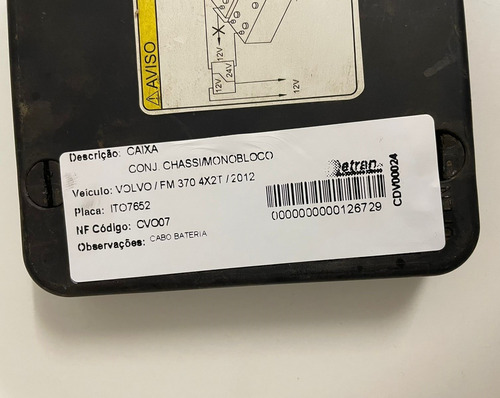 AVISO
12V
24V
12V
12V
Descrição: CAIXA
CONJ. CHASSI/MONOBLOCO
Veiculo: VOLVO / FM 370 4X2T / 2012
Placa: ITO7652
NF Código: CVO07
Observações: CABO BATERIA
Detran
0000000000126729
CDV00024